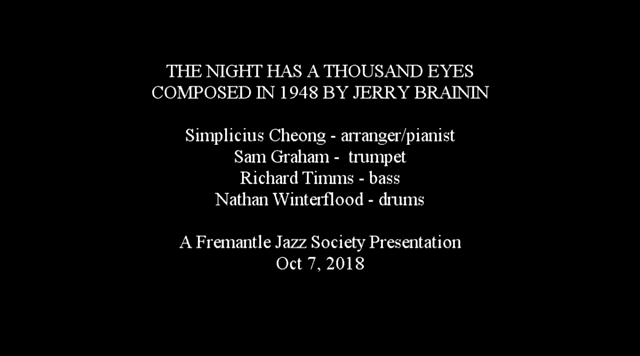 THE NIGHT HAS A THOUSAND EYES
COMPOSED IN 1948 BY JERRY BRAININ
Simplicius Cheong - arranger/pianist
Sam Graham - trumpet
Richard Timms - bass
Nathan Winterflood - drums
A Fremantle Jazz Society Presentation
Oct 7, 2018